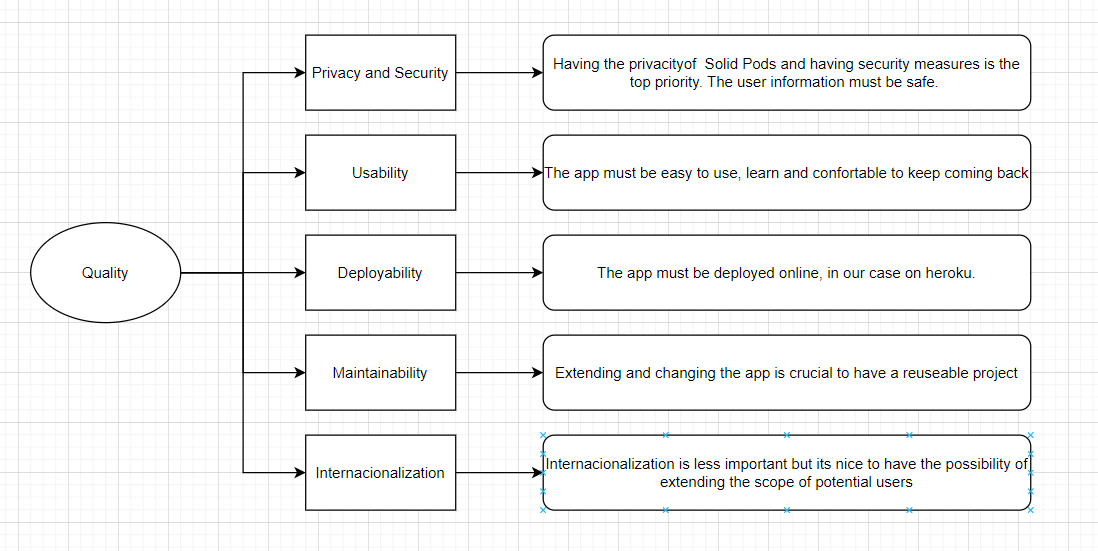 Privacy and Security
Having the privacityof Solid Pods and having security measures is the
top priority. The user information must be safe.
Usability
The app must be easy to use, learn and confortable to keep coming back
Quality
Deployability
The app must be deployed online, in our case on heroku.
Maintainability
Extending and changing the app is crucial to have a reuseable project
Internacionalization
Internacionalization is less important but its nice to have the possibility of
extending the scope of potential users